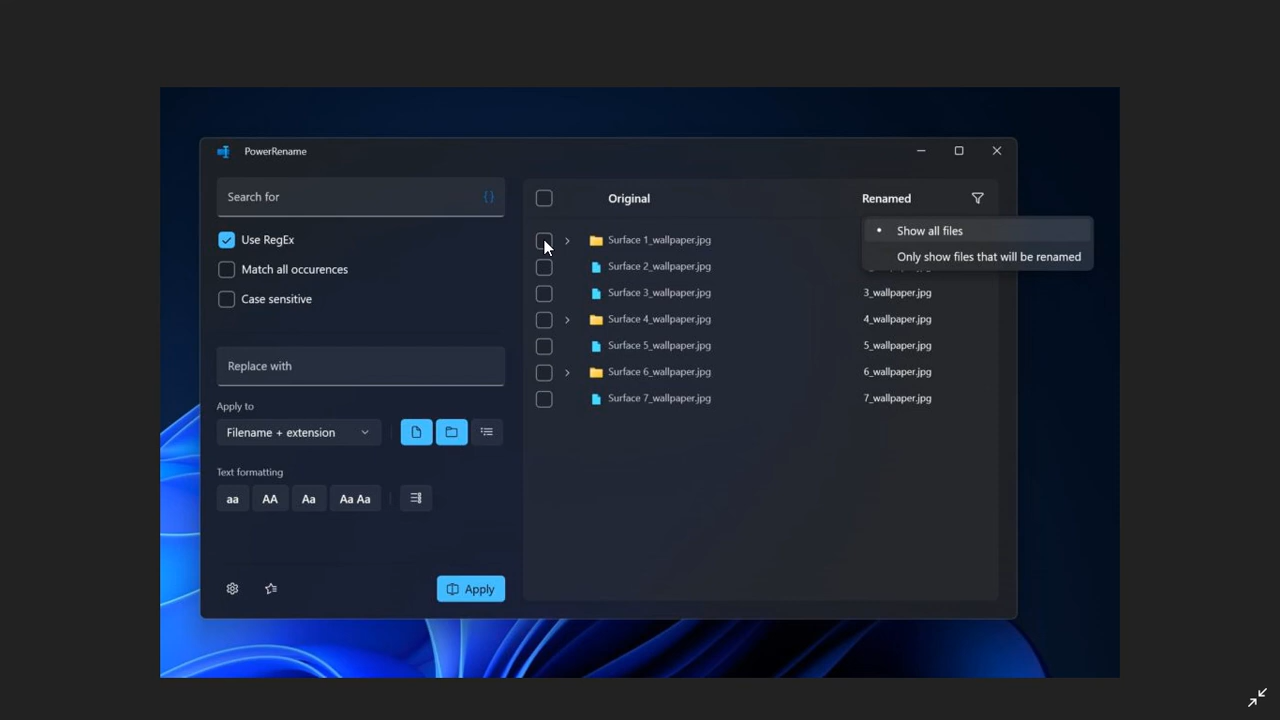 PowerRename
Search for
{}
Use RegEx
Match all occurences
Case sensitive
Replace with
Apply to
Filename + extension
Text formatting
aa AA Aa Aa Aa
Apply
Original Renamed
Show all files
Only show files that will be renamed
Surface 1_wallpaper.jpg
Surface 2_wallpaper.jpg
Surface 3_wallpaper.jpg 3_wallpaper.jpg
Surface 4_wallpaper.jpg 4_wallpaper.jpg
Surface 5_wallpaper.jpg 5_wallpaper.jpg
Surface 6_wallpaper.jpg 6_wallpaper.jpg
Surface 7_wallpaper.jpg 7_wallpaper.jpg